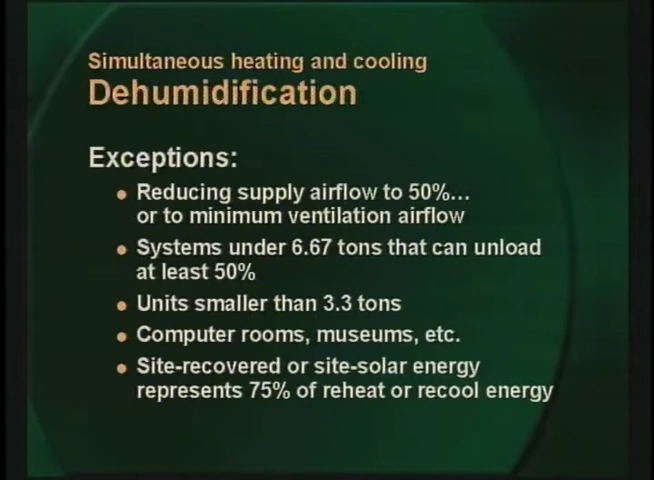 Simultaneous heating and cooling
Dehumidification
Exceptions:
• Reducing supply airflow to 50%...
or to minimum ventilation airflow
• Systems under 6.67 tons that can unload
at least 50%
• Units smaller than 3.3 tons
• Computer rooms, museums, etc.
• Site-recovered or site-solar energy
represents 75% of reheat or recool energy